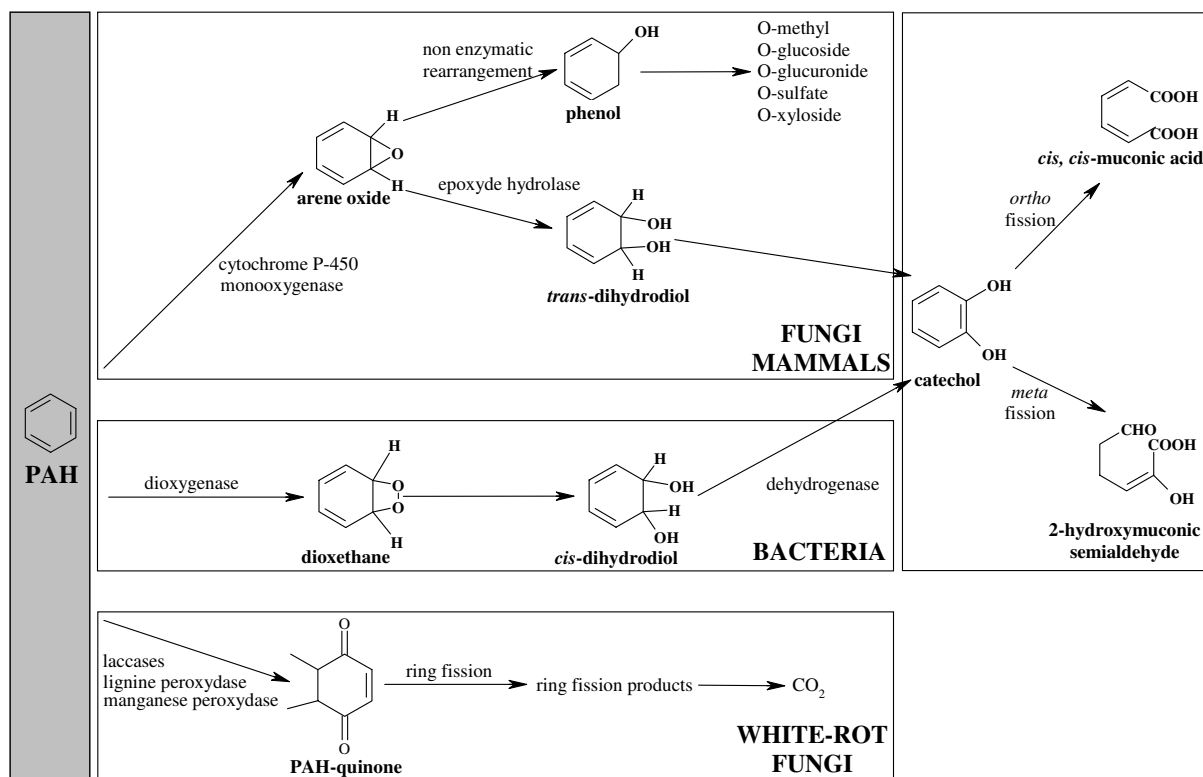 PAH
non enzymatic
rearrangement
OH
phenol
O-methyl
O-glucoside
O-glucuronide
O-sulfate
O-xyloside
H
O
H
arene oxide
cytochrome P-450
monooxygenase
epoxyde hydrolase
H
OH
OH
H
trans-dihydrodiol
FUNGI
MAMMALS
dioxygenase
H
O
O
H
dioxethane
H
OH
H
OH
cis-dihydrodiol
dehydrogenase
BACTERIA
laccases
lignine peroxydase
manganese peroxydase
O
O
PAH-quinone
ring fission
ring fission products
CO2
WHITE-ROT
FUNGI
COOH
COOH
cis, cis-muconic acid
ortho
fission
OH
OH
catechol
meta
fission
CHO
COOH
OH
2-hydroxymuconic
semialdehyde